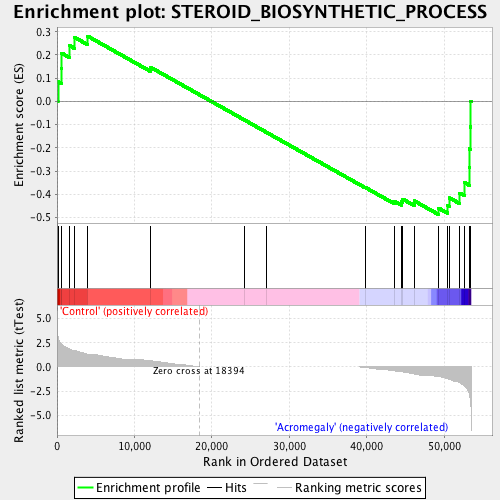 Enrichment plot: STEROID_BIOSYNTHETIC_PROCESS
Enrichment score (ES)
0.3
0.2
0.1
0.0
-0.1
-0.2
-0.3
-0.4
-0.5
'Control' (positively correlated)
Ranked list metric (tTest)
5.0
2.5
0.0
-2.5
-5.0
Zero cross at 18394
'Acromegaly' (negatively correlated)
0
10,000
20,000
30,000
40,000
50,000
Rank in Ordered Dataset
Enrichment profile
Hits
Ranking metric scores